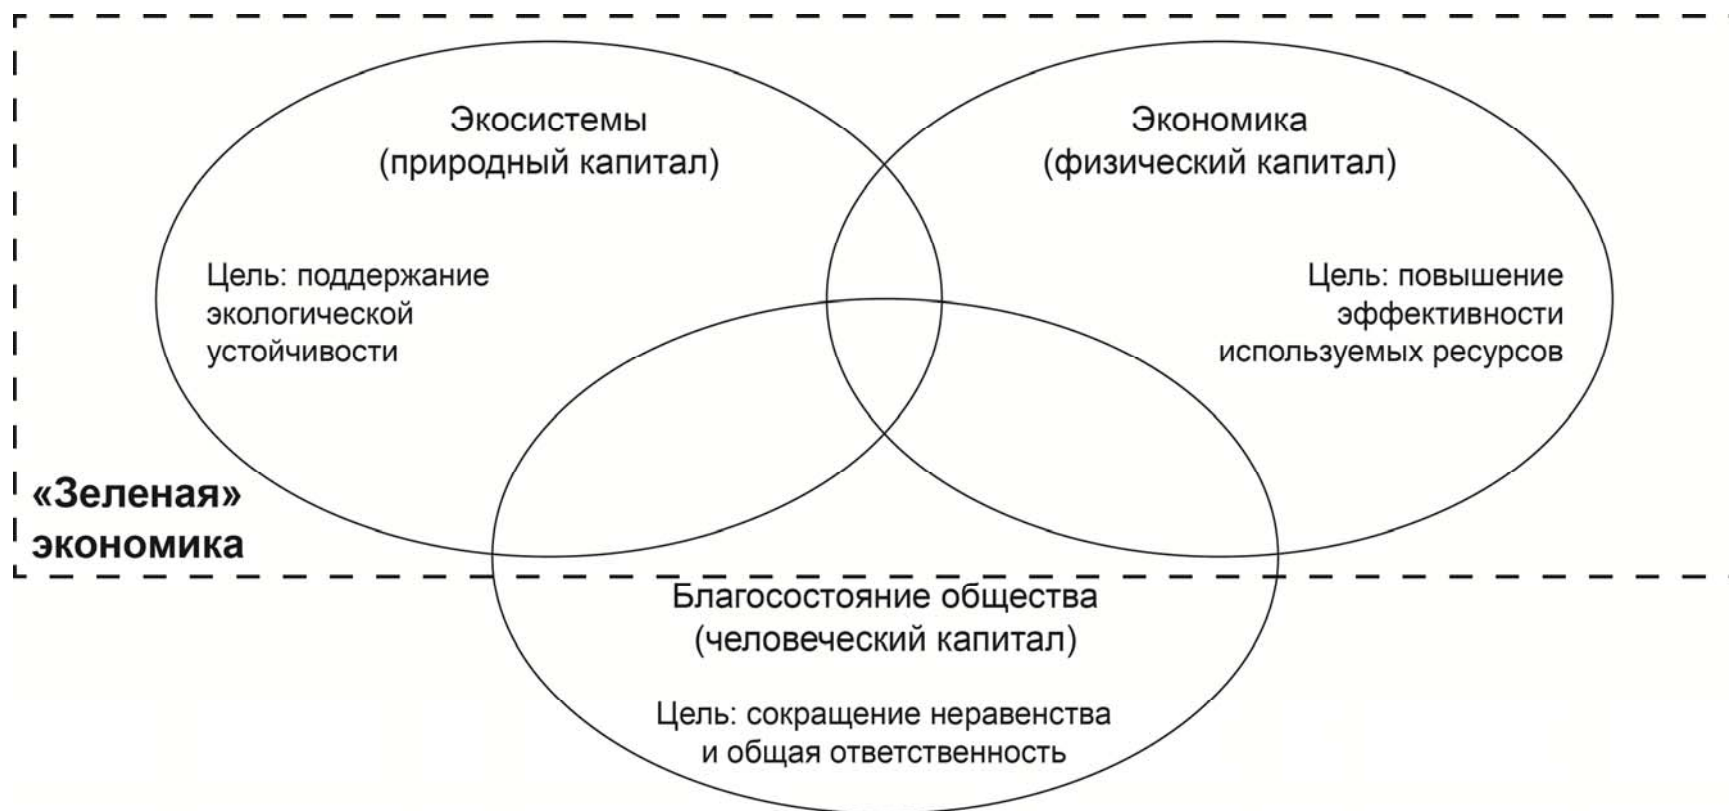 Экосистемы
(природный капитал)
Экономика
(физический капитал)
Цель: поддержание
экологической
устойчивости
Цель: повышение
эффективности
используемых ресурсов
«Зеленая»
экономика
Благосостояние общества
(человеческий капитал)
Цель: сокращение неравенства
и общая ответственность